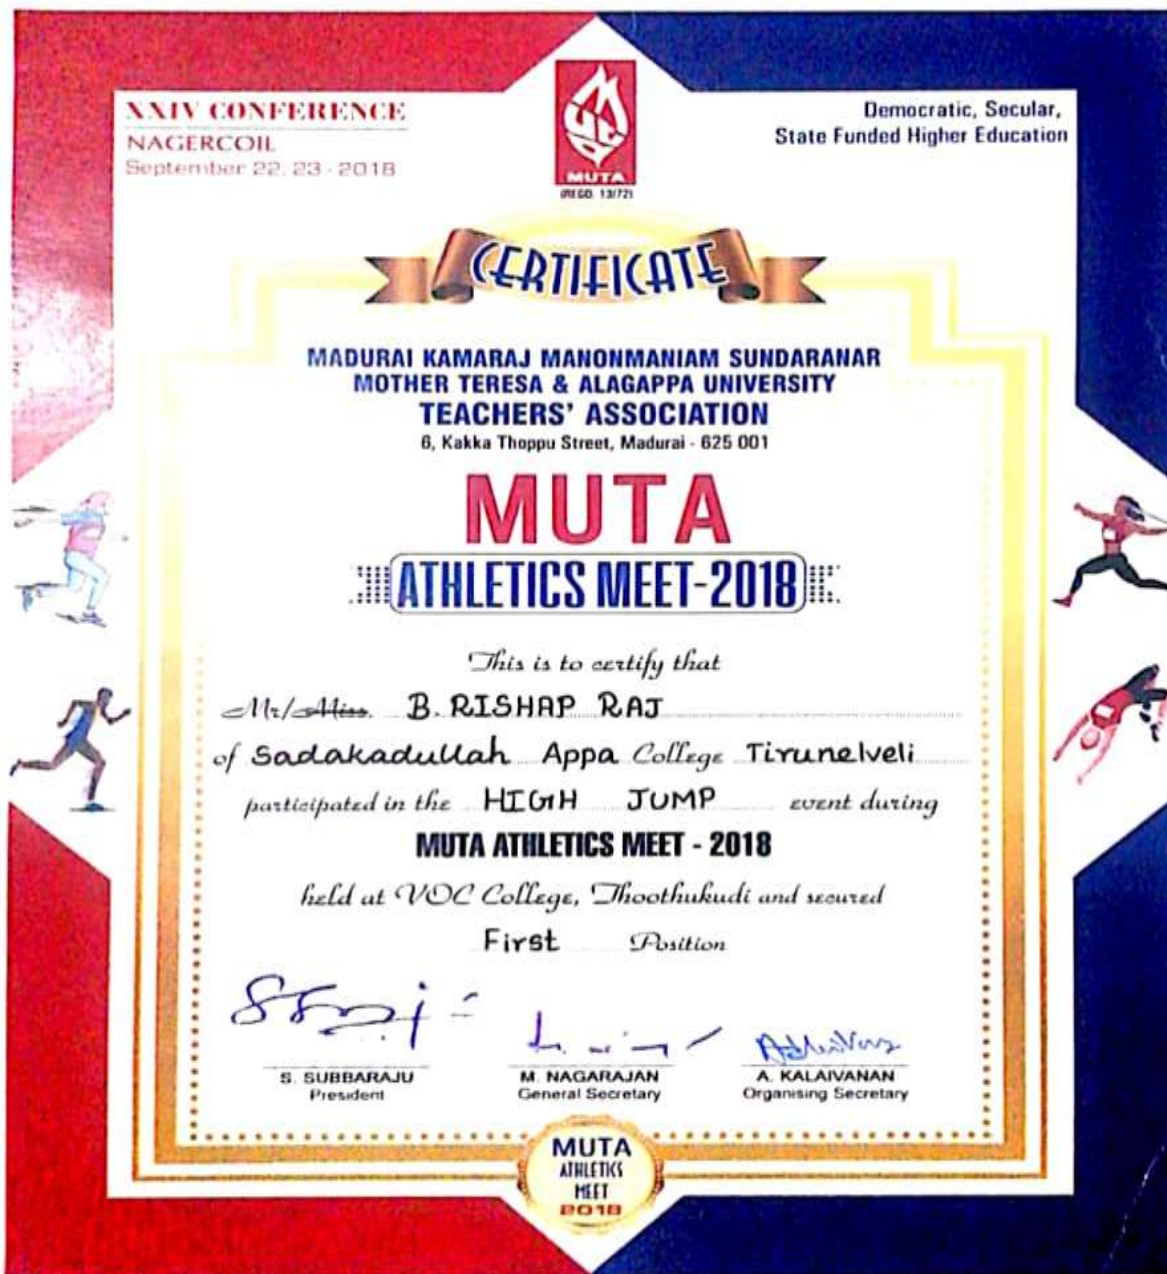 XXIV CONFERENCE
NAGERCOIL
September 22, 23 - 2018
MUTA
(REGD. 13/72)
Democratic, Secular,
State Funded Higher Education
CERTIFICATE
MADURAI KAMARAJ MANONMANIAM SUNDARANAR
MOTHER TERESA & ALAGAPPA UNIVERSITY
TEACHERS' ASSOCIATION
6, Kakka Thoppu Street, Madurai - 625 001
MUTA
ATHLETICS MEET-2018
This is to certify that
Mr/Miss. B. RISHAP RAJ
of Sadakadullah Appa College Tirunelveli
participated in the HIGH JUMP event during
MUTA ATHLETICS MEET - 2018
held at VOC College, Thoothukudi and secured
First Position
S. SUBBARAJU
President
M. NAGARAJAN
General Secretary
A. KALAIVANAN
Organising Secretary
MUTA
ATHLETICS
MEET
2018